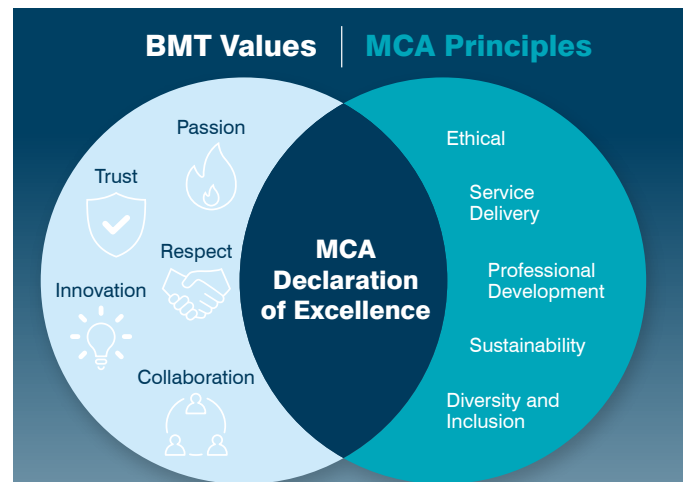 BMT Values | MCA Principles
Passion
Trust
Respect
Innovation
Collaboration
MCA
Declaration
of Excellence
Ethical
Service
Delivery
Professional
Development
Sustainability
Diversity and
Inclusion